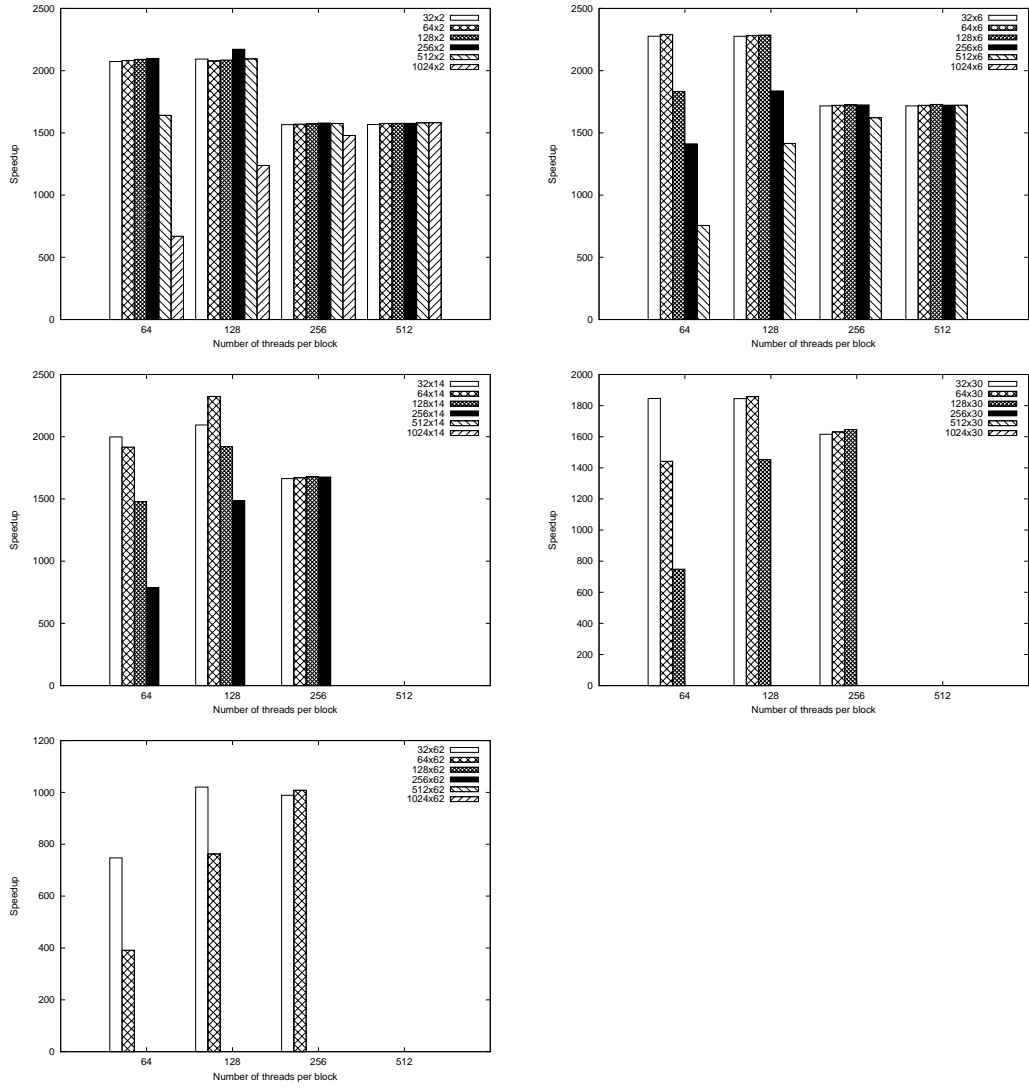 2500
2000
1500
1000
500
0
Speedup
64
128
256
512
Number of threads per block
32x2
64x2
128x2
256x2
512x2
1024x2
2500
2000
1500
1000
500
0
Speedup
64
128
256
512
Number of threads per block
32x6
64x6
128x6
256x6
512x6
1024x6
2500
2000
1500
1000
500
0
Speedup
64
128
256
512
Number of threads per block
32x14
64x14
128x14
256x14
512x14
1024x14
2000
1800
1600
1400
1200
1000
800
600
400
200
0
Speedup
64
128
256
512
Number of threads per block
32x30
64x30
128x30
256x30
512x30
1024x30
1200
1000
800
600
400
200
0
Speedup
64
128
256
512
Number of threads per block
32x62
64x62
128x62
256x62
512x62
1024x62